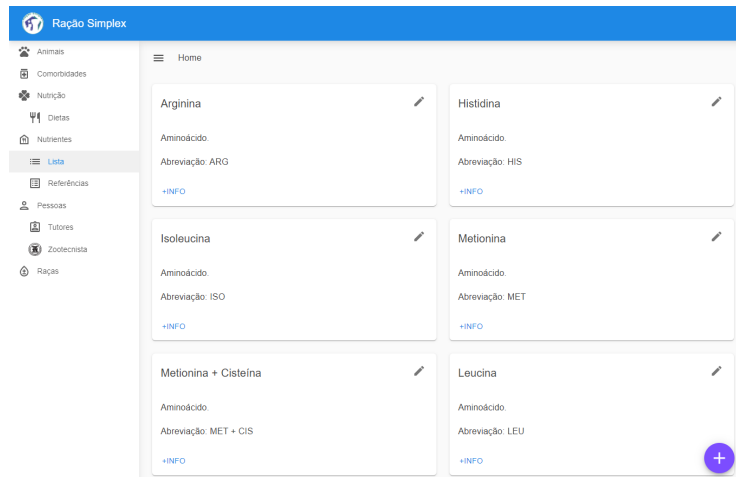 Ração Simplex
Animais
Comorbidades
Nutrição
Dietas
Nutrientes
Lista
Referências
Pessoas
Tutores
Zootecnista
Raças
Home
Arginina
Aminoácido.
Abreviação: ARG
+INFO
Histidina
Aminoácido.
Abreviação: HIS
+INFO
Isoleucina
Aminoácido.
Abreviação: ISO
+INFO
Metionina
Aminoácido.
Abreviação: MET
+INFO
Metionina + Cisteína
Aminoácido.
Abreviação: MET + CIS
+INFO
Leucina
Aminoácido.
Abreviação: LEU
+INFO